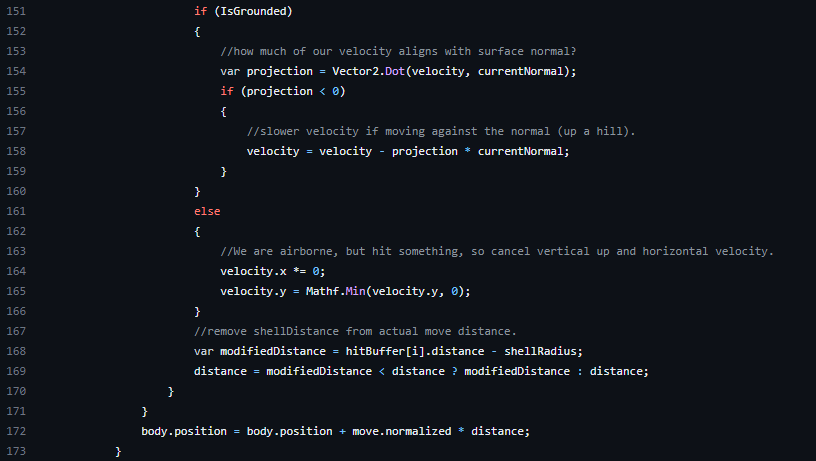 151 if (IsGrounded)
152 {
153 //how much of our velocity aligns with surface normal?
154 var projection = Vector2.Dot(velocity, currentNormal);
155 if (projection < 0)
156 {
157 //slower velocity if moving against the normal (up a hill).
158 velocity = velocity - projection * currentNormal;
159 }
160 }
161 else
162 {
163 //We are airborne, but hit something, so cancel vertical up and horizontal velocity.
164 velocity.x *= 0;
165 velocity.y = Mathf.Min(velocity.y, 0);
166 }
167 //remove shellDistance from actual move distance.
168 var modifiedDistance = hitBuffer[i].distance - shellRadius;
169 distance = modifiedDistance < distance ? modifiedDistance : distance;
170 }
171 }
172 body.position = body.position + move.normalized * distance;
173 }